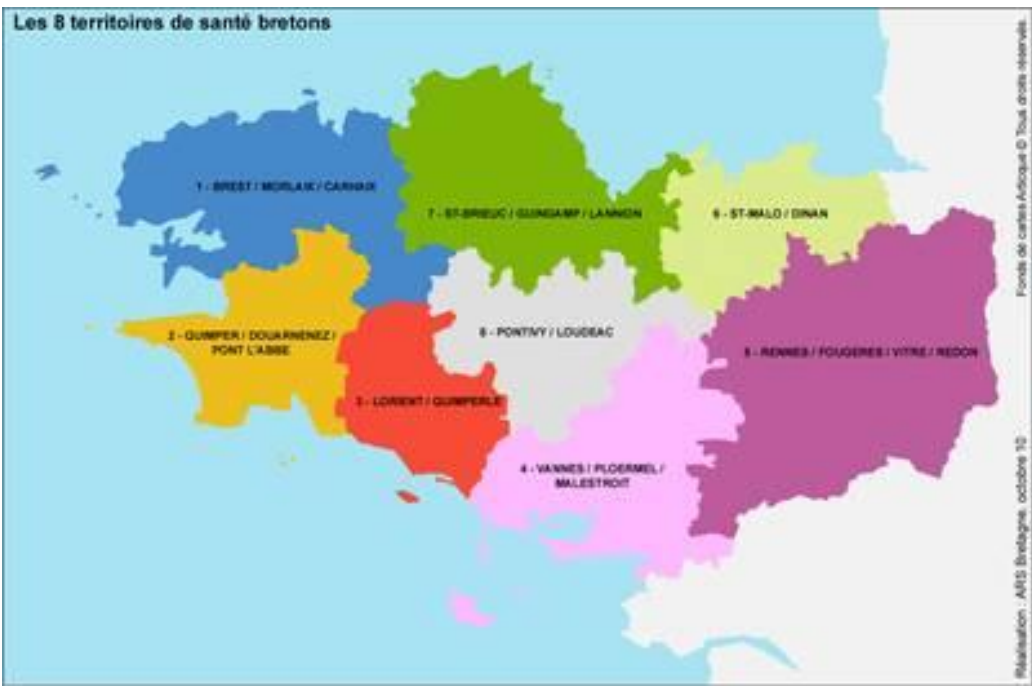 Les 8 territoires de santé bretons
1 - BREST / MORLAIX / CARHAIX
7 - ST-BRIEUC / GUINGAMP / LANNION
6 - ST-MALO / DINAN
2 - QUIMPER / DOUARNENEZ /
PONT L'ABBE
8 - PONTIVY / LOUDEAC
5 - RENNES / FOUGERES / VITRE / REDON
3 - LORIENT / QUIMPERLE
4 - VANNES / PLOERMEL /
MALESTROIT
Réalisation : ARS Bretagne, octobre 10
Fonds de cartes Articque © Tous droits réservés